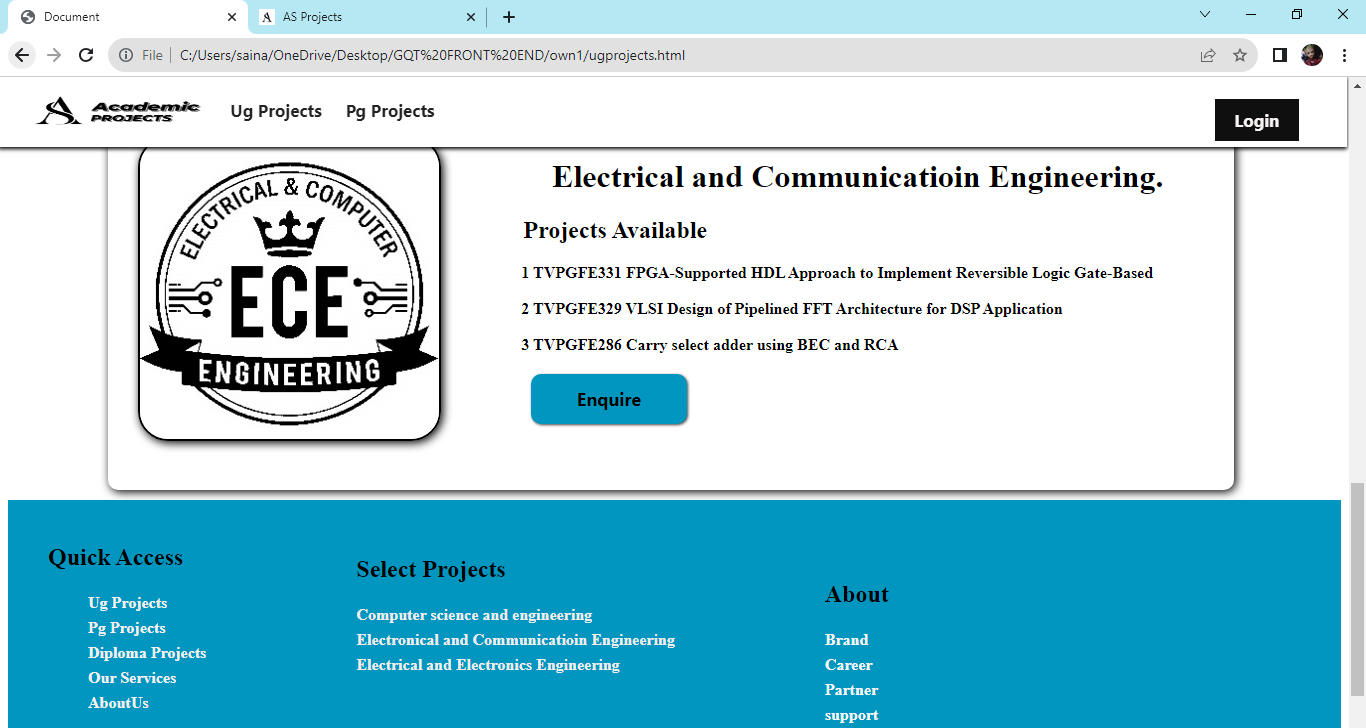 Document
AS Projects
File
C:/Users/saina/OneDrive/Desktop/GQT%20FRONT%20END/own1/ugprojects.html
Academic
PROJECTS
Ug Projects
Pg Projects
Login
ELECTRICAL & COMPUTER
ECE
ENGINEERING
Electrical and Communicatioin Engineering.
Projects Available
1 TVPGFE331 FPGA-Supported HDL Approach to Implement Reversible Logic Gate-Based
2 TVPGFE329 VLSI Design of Pipelined FFT Architecture for DSP Application
3 TVPGFE286 Carry select adder using BEC and RCA
Enquire
Quick Access
Ug Projects
Pg Projects
Diploma Projects
Our Services
AboutUs
Select Projects
Computer science and engineering
Electronical and Communicatioin Engineering
Electrical and Electronics Engineering
About
Brand
Career
Partner
support